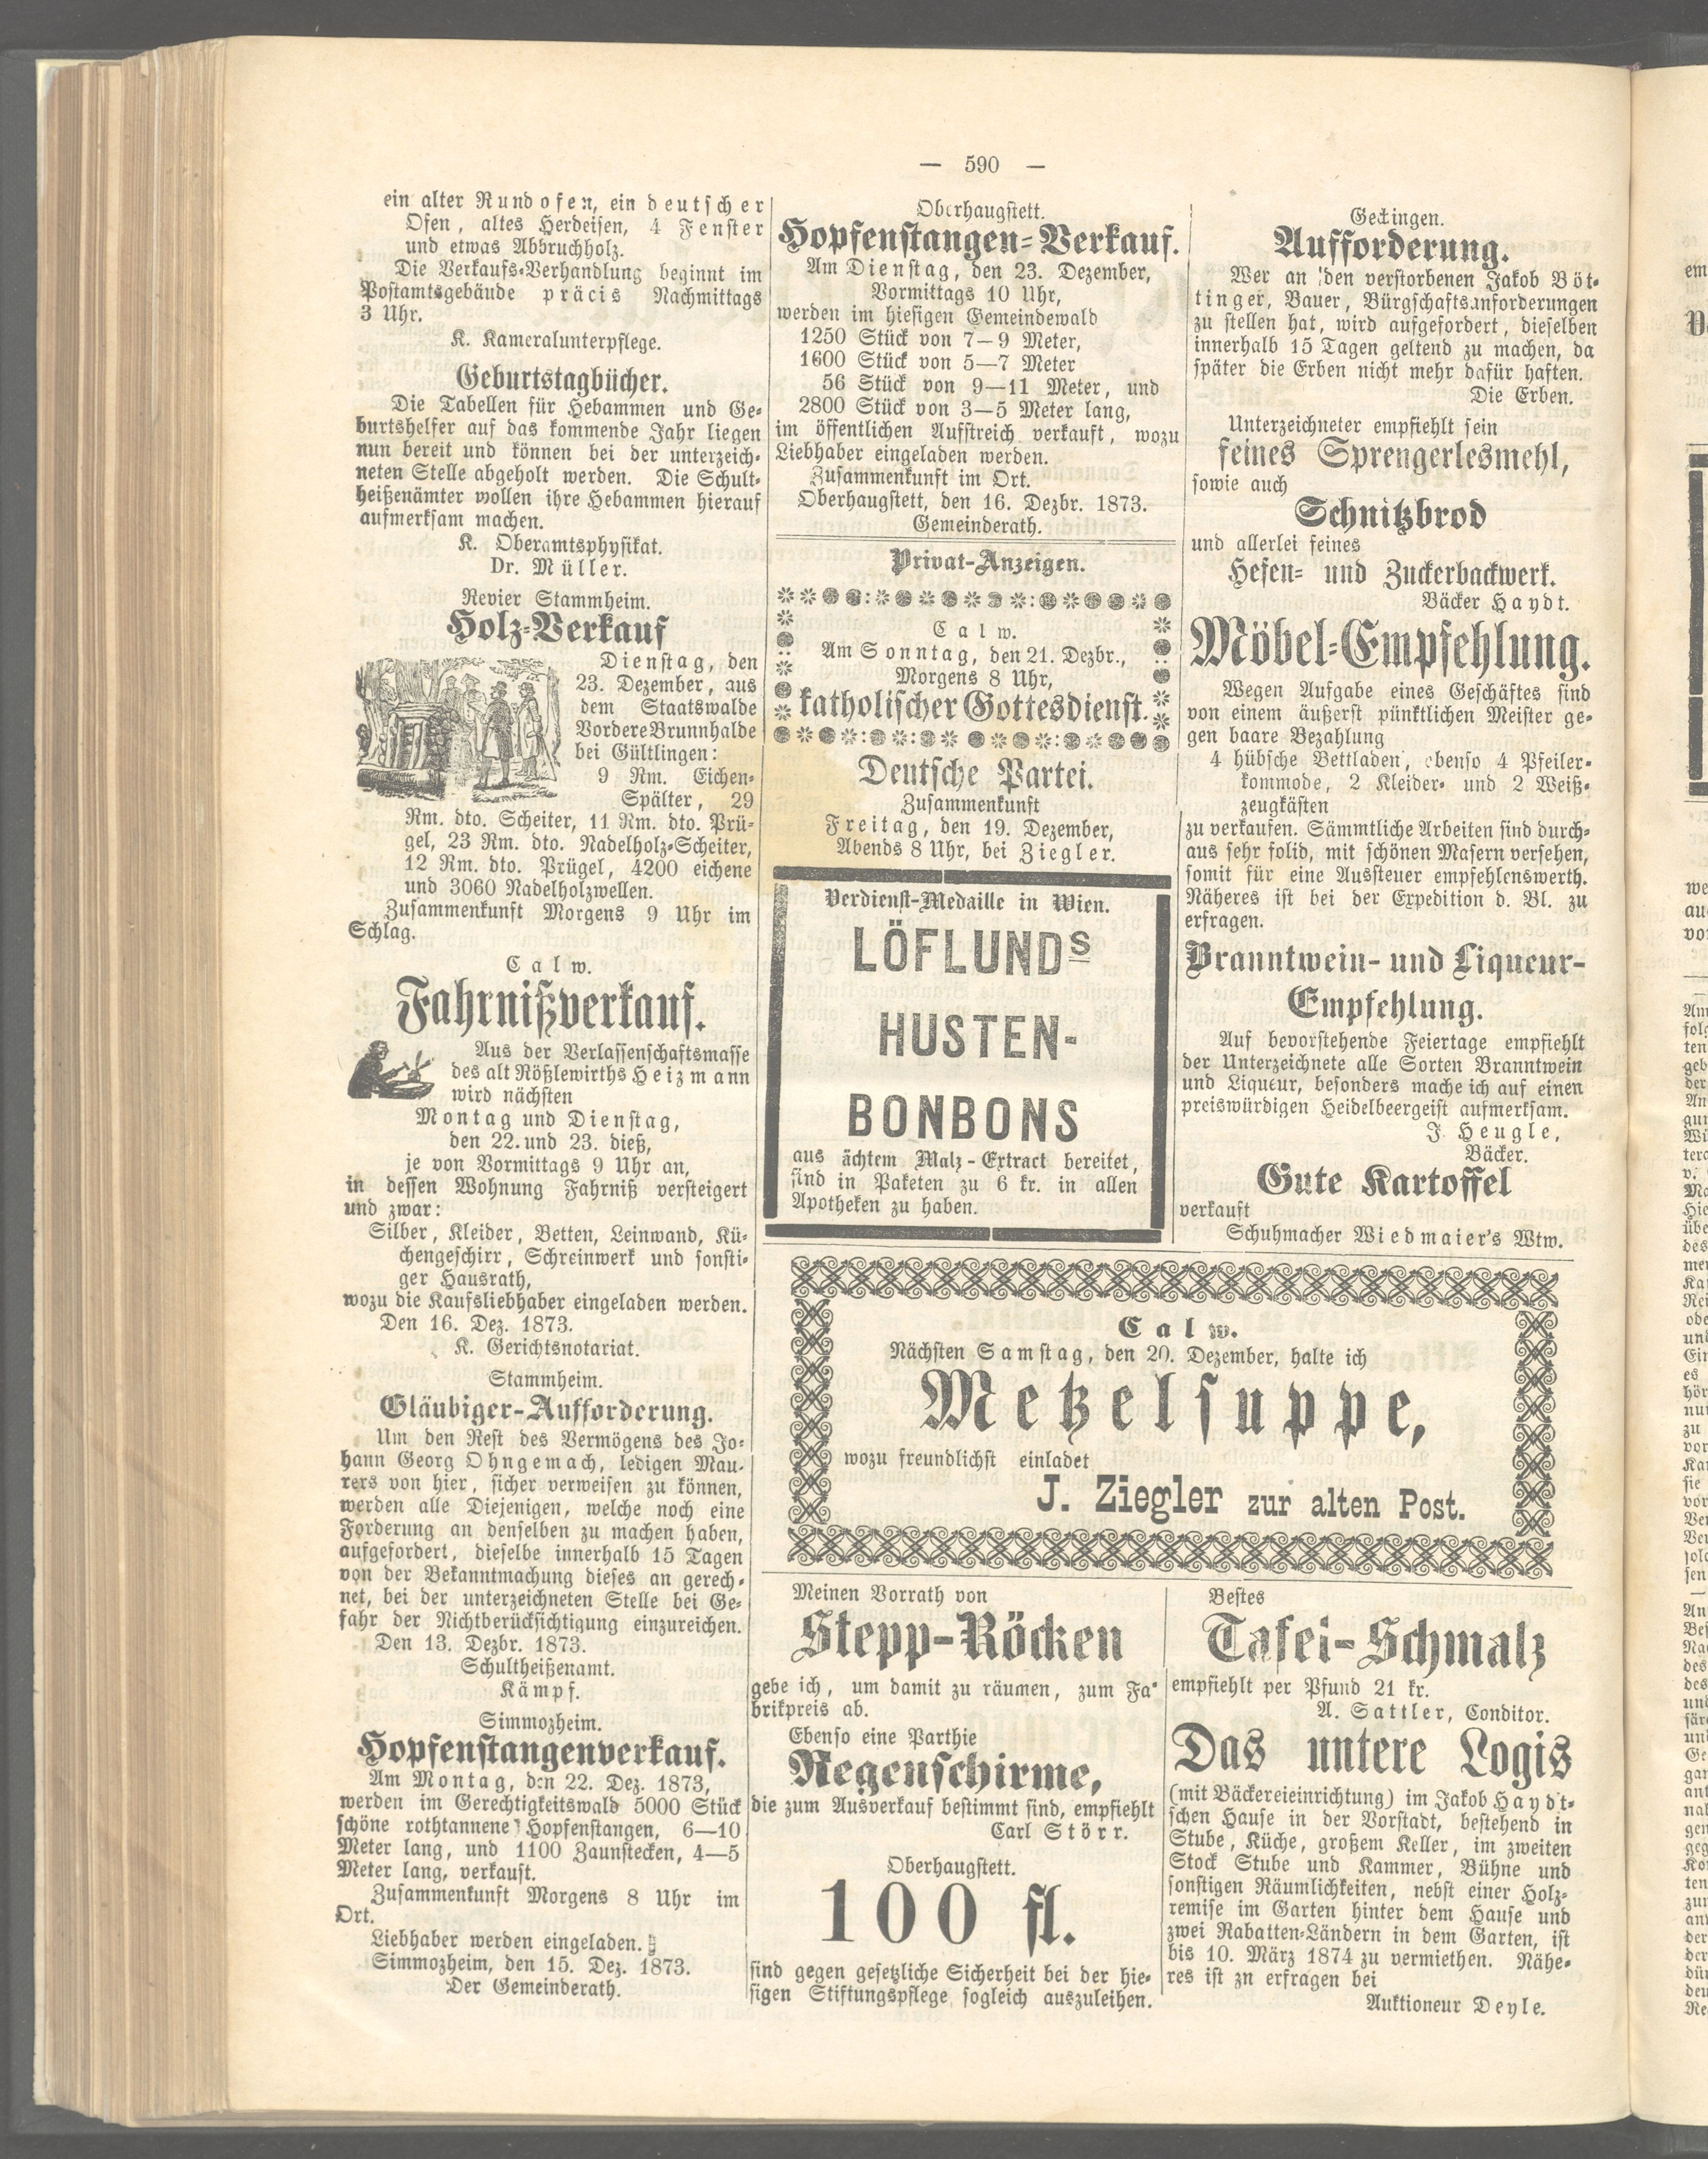 — 590 —
ein alter Rundofen, ein deutscher
Ofen, altes Herdeisen, 4 Fenster
und etwas Abbruchholz.
Die Verkaufs-Verhandlung beginnt im
Postamtsgebäude präcis Nachmittags
3 Uhr.
K. Kameralunterpflege.
Geburtstagbücher.
Die Tabellen für Hebammen und Ge-
burtshelfer auf das kommende Jahr liegen
nun bereit und können bei der unterzeich-
neten Stelle abgeholt werden. Die Schult-
heißenämter wollen ihre Hebammen hierauf
aufmerksam machen.
K. Oberamtsphysikat.
Dr. Müller.
Revier Stammheim.
Holz-Verkauf
Dienstag, den
23. Dezember, aus
dem Staatswalde
Vordere Brunnhalde
bei Gültlingen:
9 Rm. Eichen-
Spälter, 29
Rm. dto. Scheiter, 11 Rm. dto. Prü-
gel, 23 Rm. dto. Nadelholz-Scheiter,
12 Rm. dto. Prügel, 4200 eichene
und 3060 Nadelholzwellen.
Zusammenkunft Morgens 9 Uhr im
Schlag.
Calw.
Fahrnißverkauf.
Aus der Verlassenschaftsmasse
des alt Rößlewirths Heizmann
wird nächsten
Montag und Dienstag,
den 22. und 23. dieß,
je von Vormittags 9 Uhr an,
in dessen Wohnung Fahrniß versteigert
und zwar:
Silber, Kleider, Betten, Leinwand, Kü-
chengeschirr, Schreinwerk und sonsti-
ger Hausrath,
wozu die Kaufsliebhaber eingeladen werden.
Den 16. Dez. 1873.
K. Gerichtsnotariat.
Stammheim.
Gläubiger-Aufforderung.
Um den Rest des Vermögens des Jo-
hann Georg Ohngemach, ledigen Mau-
rers von hier, sicher verweisen zu können,
werden alle Diejenigen, welche noch eine
Forderung an denselben zu machen haben,
aufgefordert, dieselbe innerhalb 15 Tagen
von der Bekanntmachung dieses an gerech-
net, bei der unterzeichneten Stelle bei Ge-
fahr der Nichtberücksichtigung einzureichen.
Den 13. Dezbr. 1873.
Schultheißenamt.
Kämpf.
Simmozheim.
Hopfenstangenverkauf.
Am Montag, den 22. Dez. 1873,
werden im Gerechtigkeitswald 5000 Stück
schöne rothtannene Hopfenstangen, 6—10
Meter lang, und 1100 Zaunstecken, 4—5
Meter lang, verkauft.
Zusammenkunft Morgens 8 Uhr im
Ort.
Liebhaber werden eingeladen.
Simmozheim, den 15. Dez. 1873.
Der Gemeinderath.
Oberhaugstett.
Hopfenstangen-Verkauf.
Am Dienstag, den 23. Dezember,
Vormittags 10 Uhr,
werden im hiesigen Gemeindewald
1250 Stück von 7—9 Meter,
1600 Stück von 5—7 Meter
56 Stück von 9—11 Meter, und
2800 Stück von 3—5 Meter lang,
im öffentlichen Aufstreich verkauft, wozu
Liebhaber eingeladen werden.
Zusammenkunft im Ort.
Oberhaugstett, den 16. Dezbr. 1873.
Gemeinderath.
Privat-Anzeigen.
Calw.
Am Sonntag, den 21. Dezbr.,
Morgens 8 Uhr,
katholischer Gottesdienst.
Deutsche Partei.
Zusammenkunft
Freitag, den 19. Dezember,
Abends 8 Uhr, bei Ziegler.
Verdienst-Medaille in Wien.
LÖFLUNDs
HUSTEN-
BONBONS
aus ächtem Malz-Extract bereitet,
sind in Paketen zu 6 kr. in allen
Apotheken zu haben.
Gechingen.
Aufforderung.
Wer an den verstorbenen Jakob Böt-
tinger, Bauer, Bürgschaftsanforderungen
zu stellen hat, wird aufgefordert, dieselben
innerhalb 15 Tagen geltend zu machen, da
später die Erben nicht mehr dafür haften.
Die Erben.
Unterzeichneter empfiehlt sein
feines Sprengerlesmehl,
sowie auch
Schnitzbrod
und allerlei feines
Hefen- und Zuckerbackwerk.
Bäcker Haydt.
Möbel-Empfehlung.
Wegen Aufgabe eines Geschäftes sind
von einem äußerst pünktlichen Meister ge-
gen baare Bezahlung
4 hübsche Bettladen, ebenso 4 Pfeiler-
kommode, 2 Kleider- und 2 Weiß-
zeugkästen
zu verkaufen. Sämmtliche Arbeiten sind durch-
aus sehr solid, mit schönen Masern versehen,
somit für eine Aussteuer empfehlenswerth.
Näheres ist bei der Expedition d. Bl. zu
erfragen.
Branntwein- und Liqueur-
Empfehlung.
Auf bevorstehende Feiertage empfiehlt
der Unterzeichnete alle Sorten Branntwein
und Liqueur, besonders mache ich auf einen
preiswürdigen Heidelbeergeist aufmerksam.
J. Heugle,
Bäcker.
Gute Kartoffel
verkauft
Schuhmacher Wiedmaier's Wtw.
Calw.
Nächsten Samstag, den 20. Dezember, halte ich
Metzelsuppe,
wozu freundlichst einladet
J. Ziegler zur alten Post.
Meinen Vorrath von
Stepp-Röcken
gebe ich, um damit zu räumen, zum Fa-
brikpreis ab.
Ebenso eine Parthie
Regenschirme,
die zum Ausverkauf bestimmt sind, empfiehlt
Carl Störr.
Oberhaugstett.
100 fl.
sind gegen gesetzliche Sicherheit bei der hie-
sigen Stiftungspflege sogleich auszuleihen.
Bestes
Tafel-Schmalz
empfiehlt per Pfund 21 kr.
A. Sattler, Conditor.
Das untere Logis
(mit Bäckereieinrichtung) im Jakob Haydt-
schen Hause in der Vorstadt, bestehend in
Stube, Küche, großem Keller, im zweiten
Stock Stube und Kammer, Bühne und
sonstigen Räumlichkeiten, nebst einer Holz-
remise im Garten hinter dem Hause und
zwei Rabatten-Ländern in dem Garten, ist
bis 10. März 1874 zu vermiethen. Nähe-
res ist zu erfragen bei
Auktioneur Deyle.